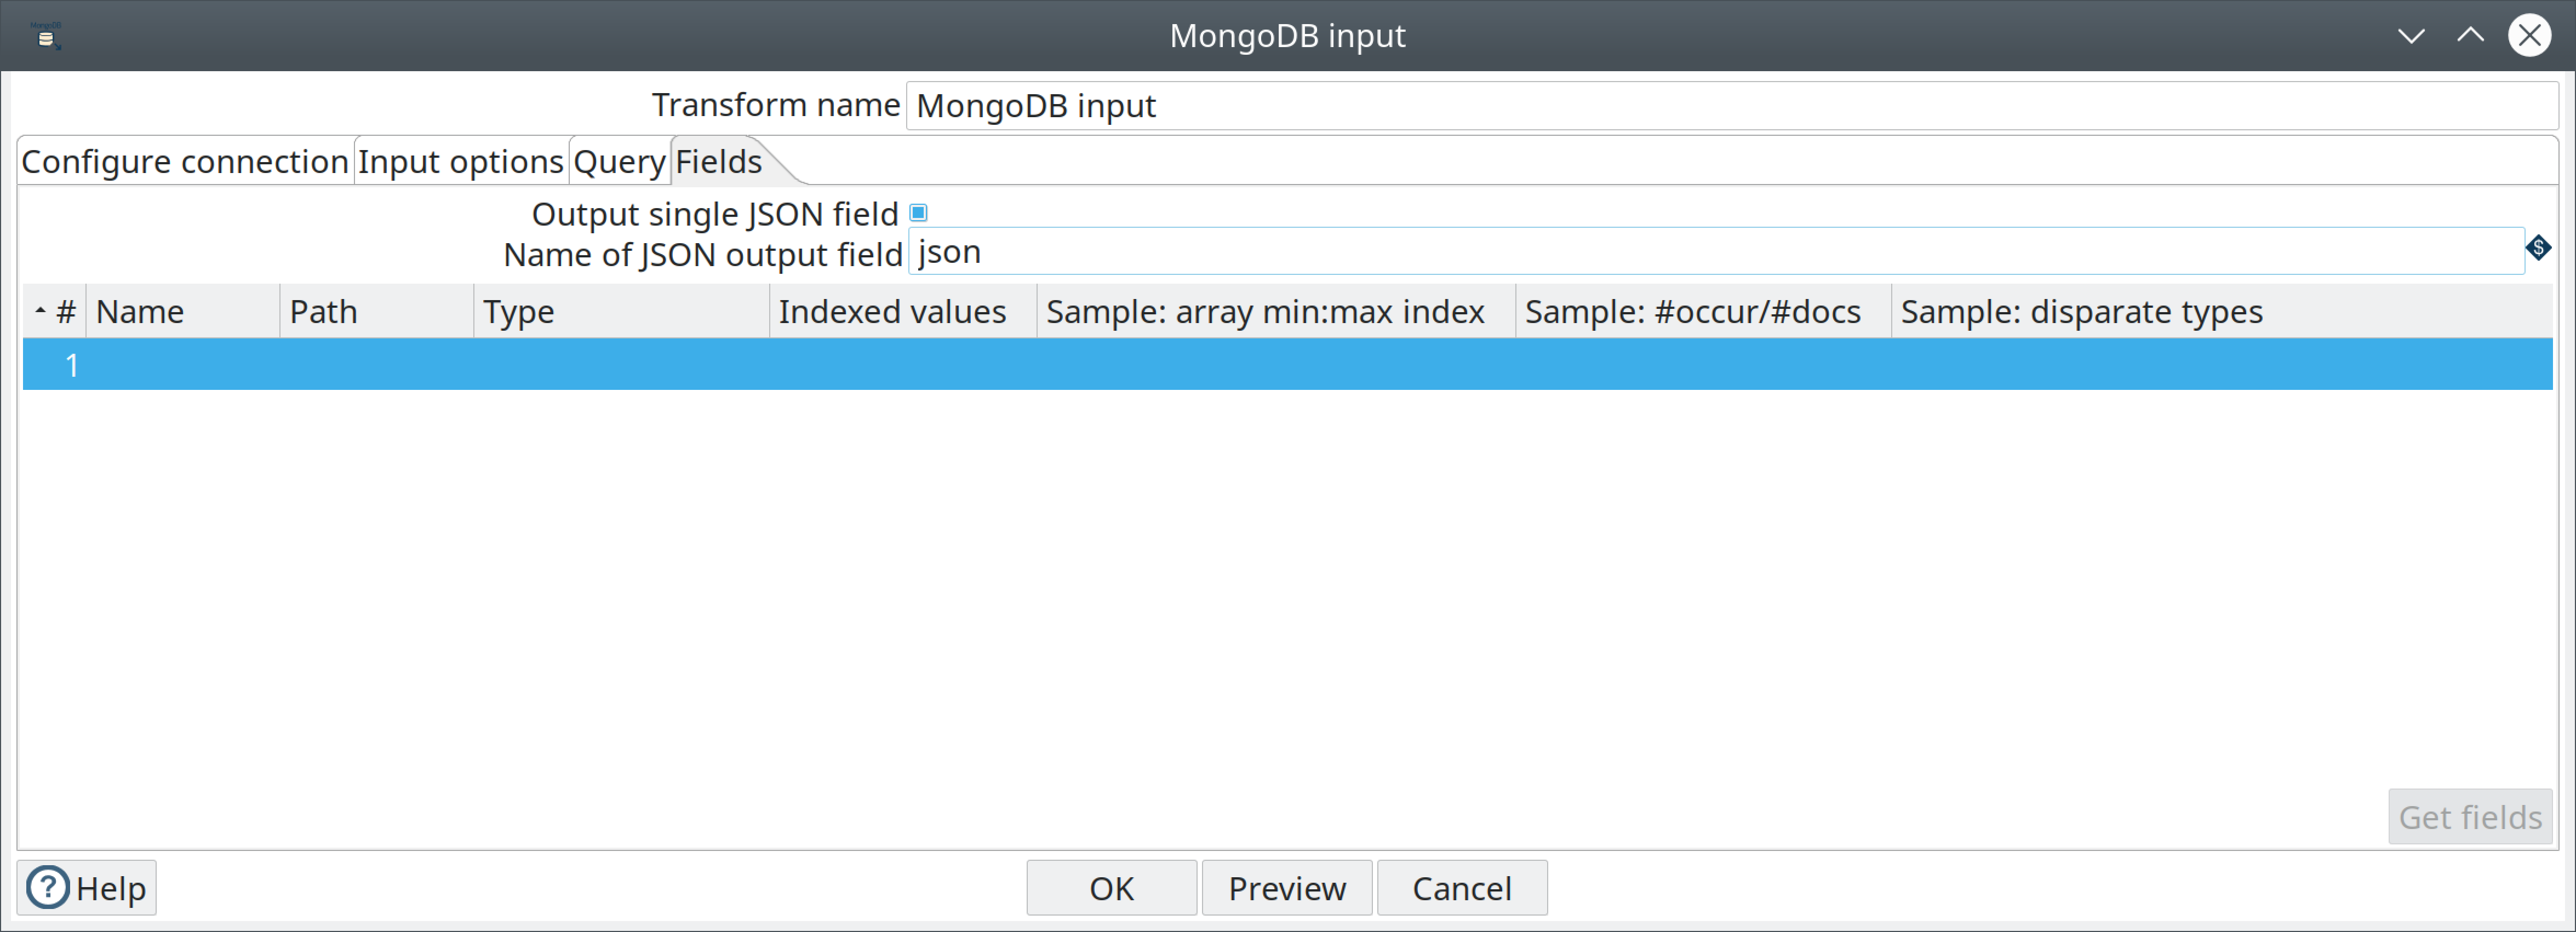 MongoDB
MongoDB input
Transform name MongoDB input
Configure connection Input options Query Fields
Output single JSON field
Name of JSON output field json $
# Name Path Type Indexed values Sample: array min:max index Sample: #occur/#docs Sample: disparate types
1
Get fields
? Help OK Preview Cancel